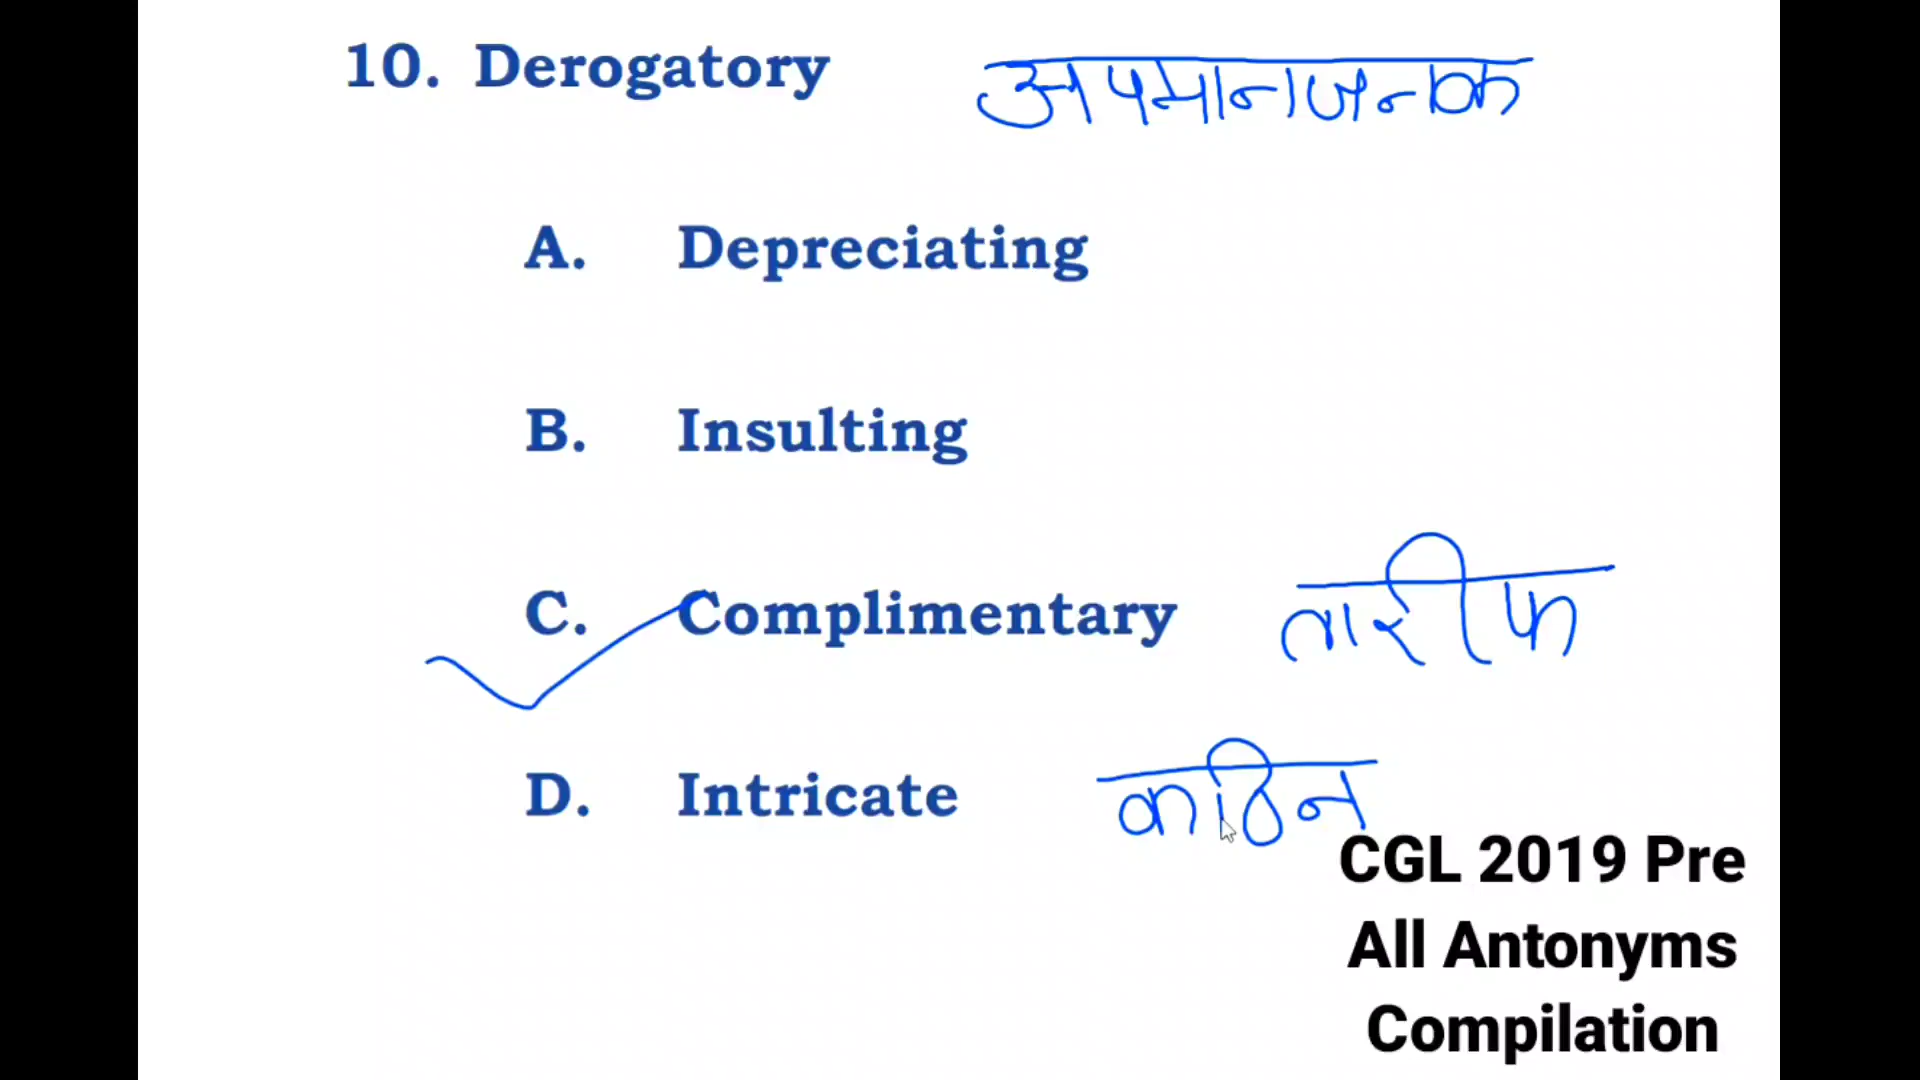 10. Derogatory अपमानजनक
A. Depreciating
B. Insulting
C. Complimentary तारीफ
D. Intricate कठिन
CGL 2019 Pre
All Antonyms
Compilation